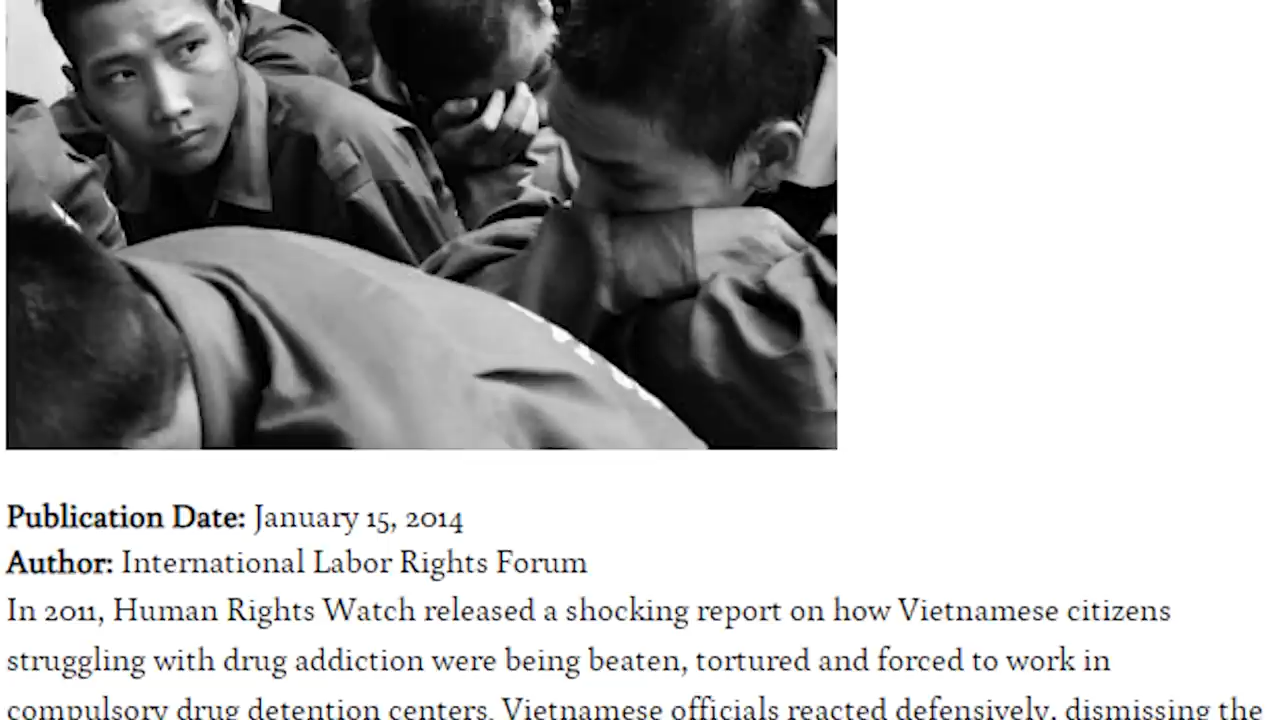 Publication Date: January 15, 2014
Author: International Labor Rights Forum
In 2011, Human Rights Watch released a shocking report on how Vietnamese citizens
struggling with drug addiction were being beaten, tortured and forced to work in
compulsory drug detention centers. Vietnamese officials reacted defensively, dismissing the